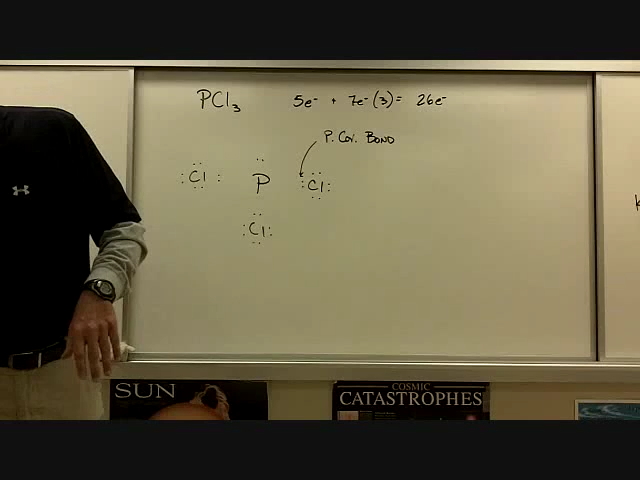 PCl3 5e- + 7e-(3) = 26e-
P. Cov. BOND
:Cl: P :Cl:
:Cl:
SUN
COSMIC
CATASTROPHES